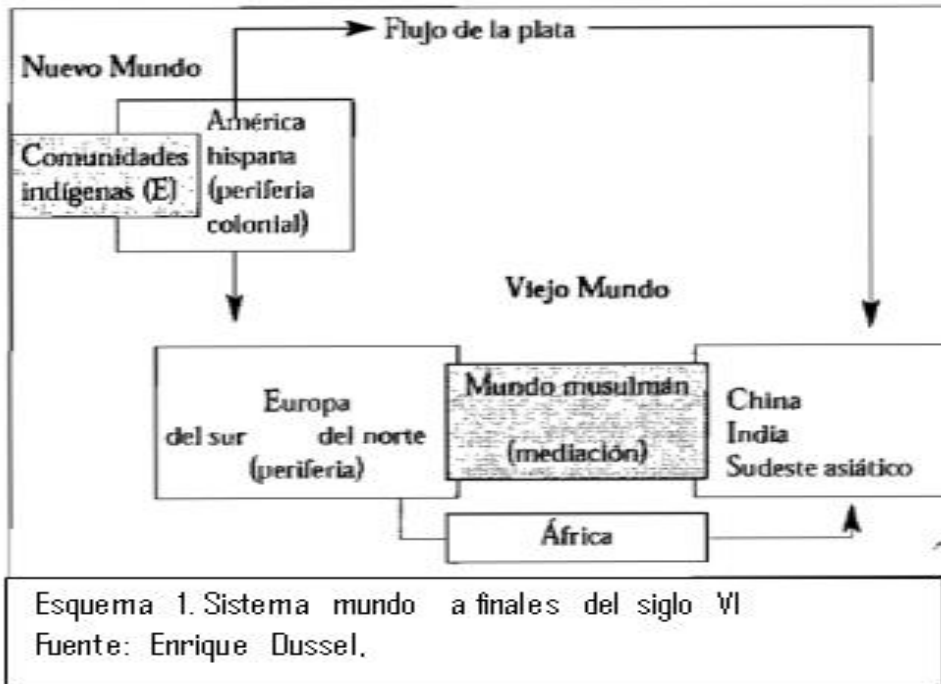 Flujo de la plata
Nuevo Mundo
América
hispana
(periferia
colonial)
Comunidades
indígenas (E)
Viejo Mundo
Europa
del sur del norte
(periferia)
Mundo musulmán
(mediación)
China
India
Sudeste asiático
África
Esquema 1. Sistema mundo a finales del siglo VI
Fuente: Enrique Dussel,